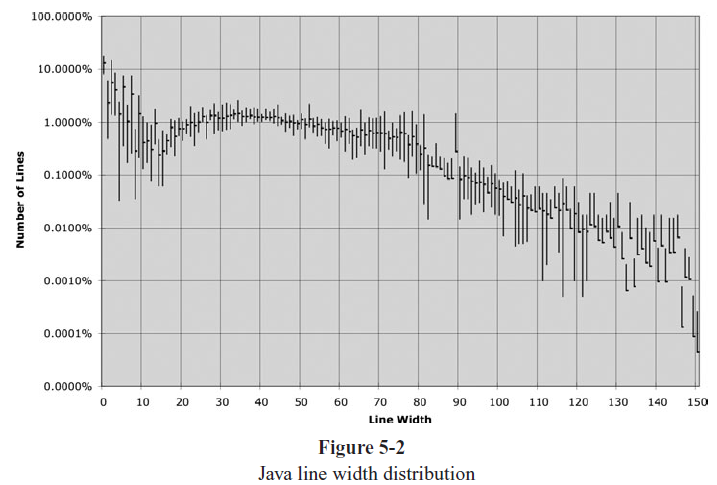 100.0000%
10.0000%
1.0000%
0.1000%
0.0100%
0.0010%
0.0001%
0.0000%
Number of Lines
0 10 20 30 40 50 60 70 80 90 100 110 120 130 140 150
Line Width
Figure 5-2
Java line width distribution